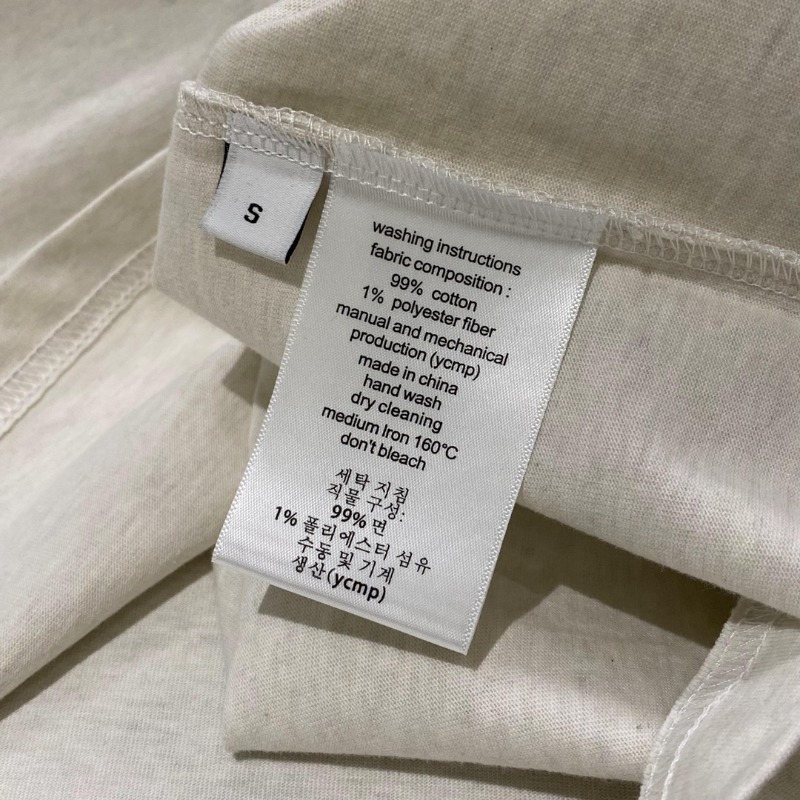 S
washing instructions
fabric composition :
99% cotton
1% polyester fiber
manual and mechanical
production (ycmp)
made in china
hand wash
dry cleaning
medium Iron 160℃
don't bleach
세탁 지침
직물 구성:
99% 면
1% 폴리에스터 섬유
수동 및 기계
생산(ycmp)